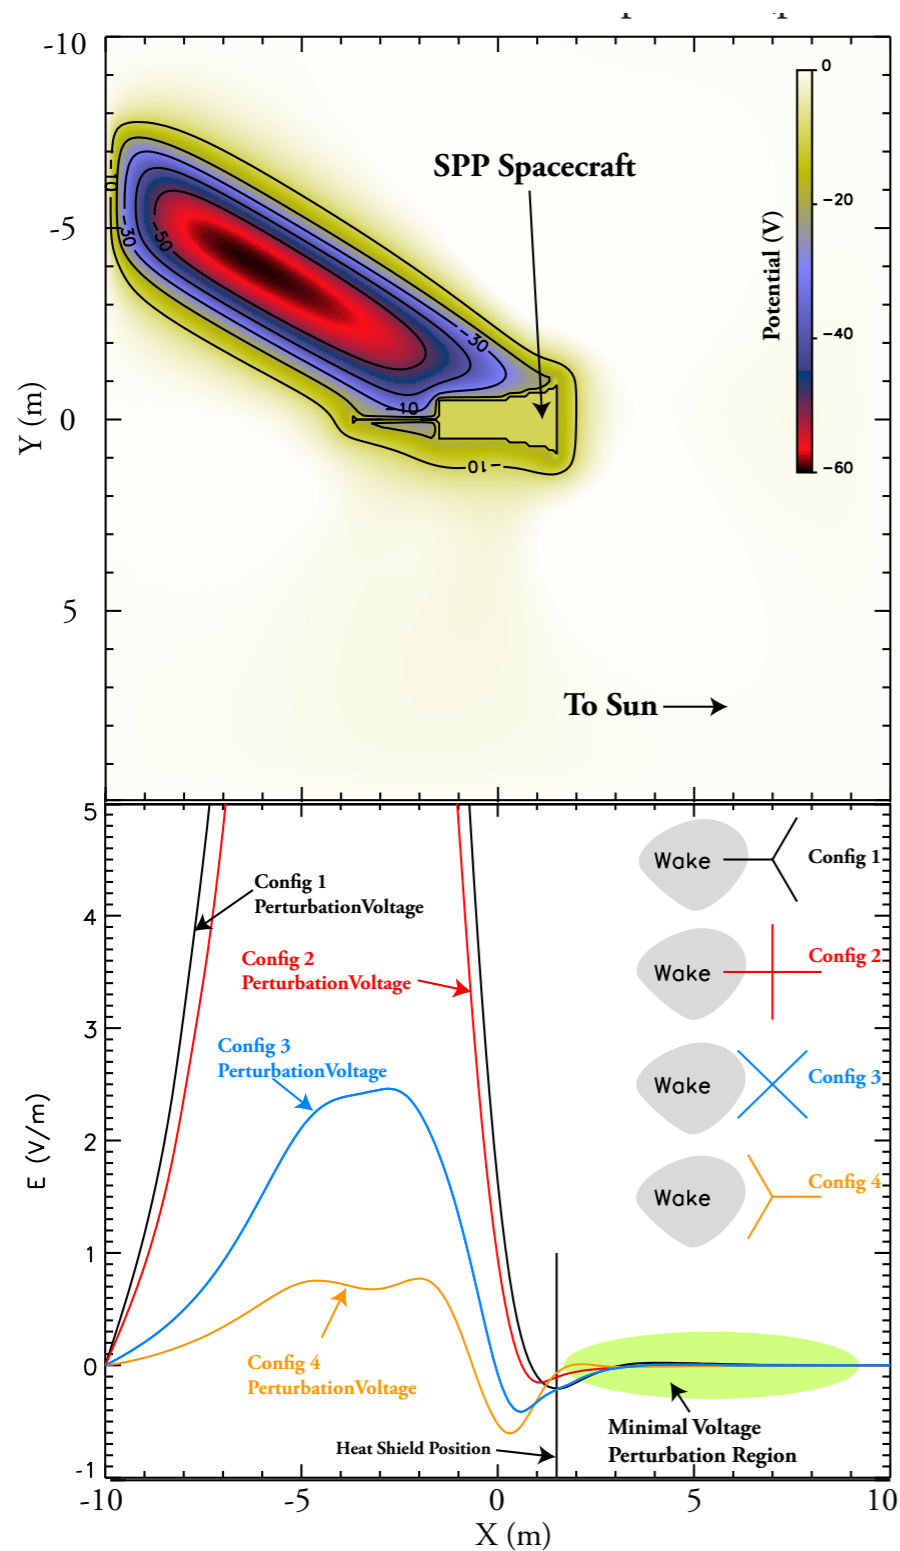 -10
0
SPP Spacecraft
-10
-20
-5
-30
-50
Potential (V)
-30
-40
-10
0
Y (m)
-10
-60
5
To Sun
5
Wake
Config 1
Config 1
PerturbationVoltage
4
Config 2
PerturbationVoltage
Wake
Config 2
3
Config 3
PerturbationVoltage
Wake
Config 3
E (V/m)
2
Wake
Config 4
1
0
Config 4
PerturbationVoltage
Minimal Voltage
Perturbation Region
Heat Shield Position
-1
-10
-5
0
5
10
X (m)